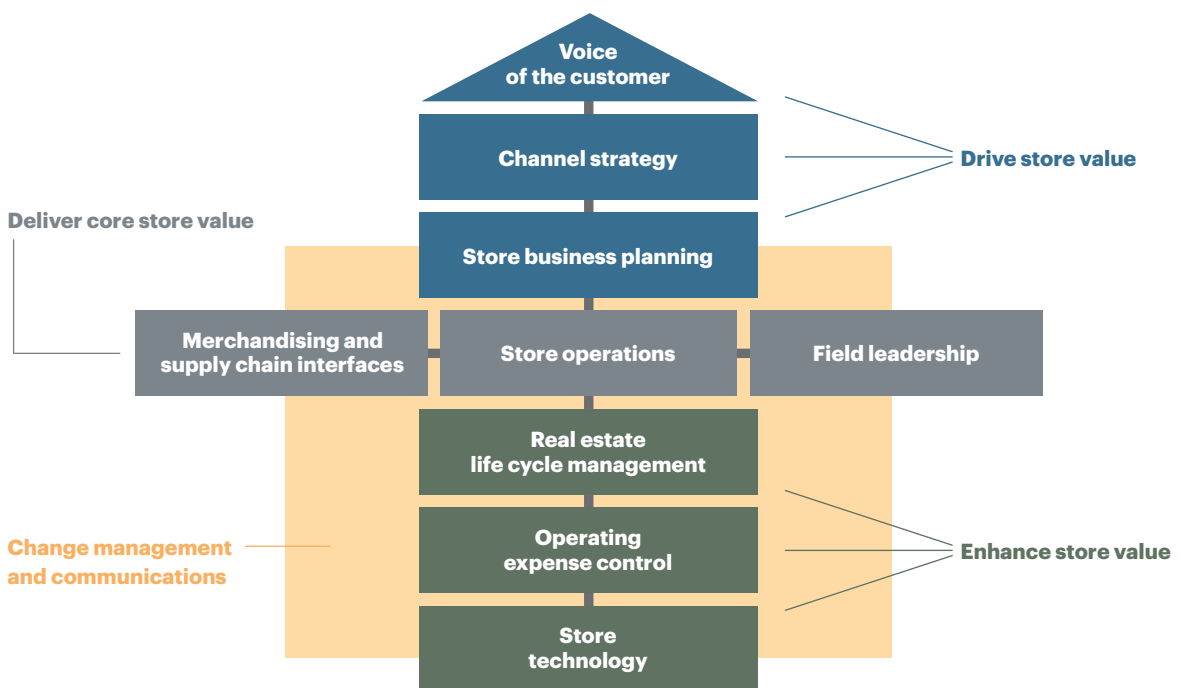 Voice
of the customer
Channel strategy
Drive store value
Deliver core store value
Store business planning
Merchandising and
supply chain interfaces
Store operations
Field leadership
Real estate
life cycle management
Change management
and communications
Operating
expense control
Enhance store value
Store
technology